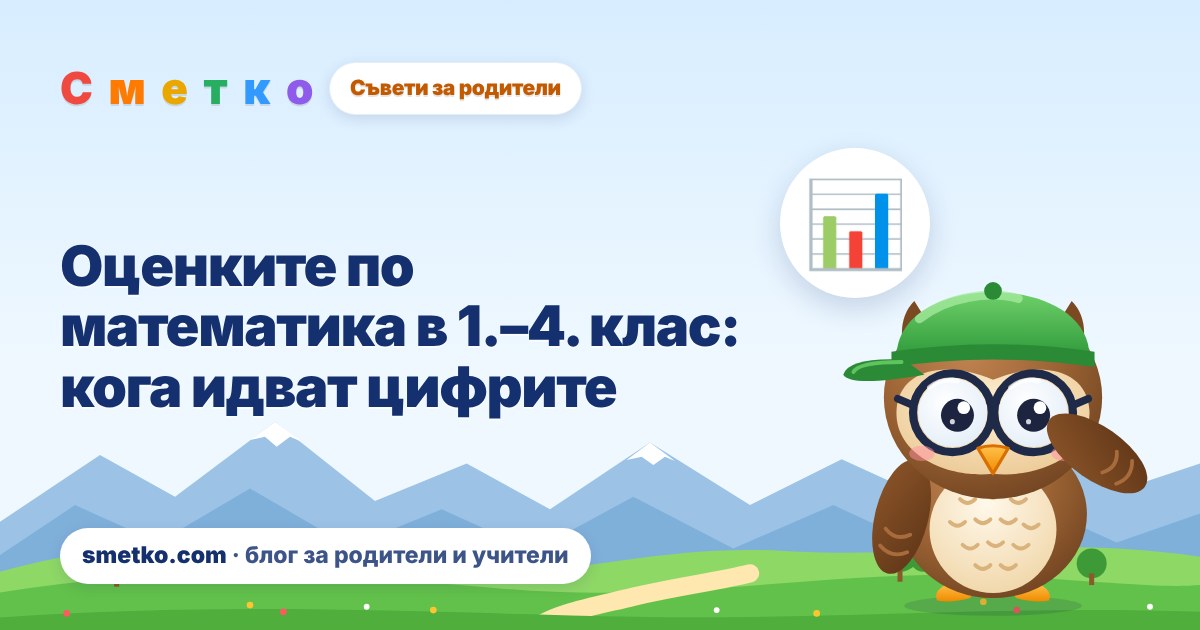 Сметко
Съвети за родители
Оценките по
математика в 1.–4. клас:
кога идват цифрите
smetko.com · блог за родители и учители